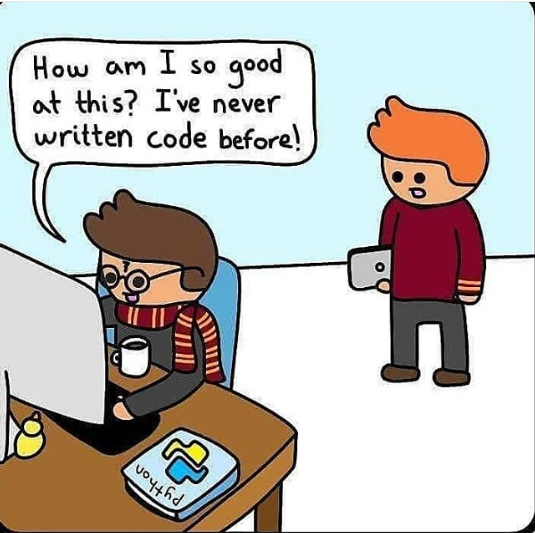 How am I so good
at this? I've never
written code before!
python